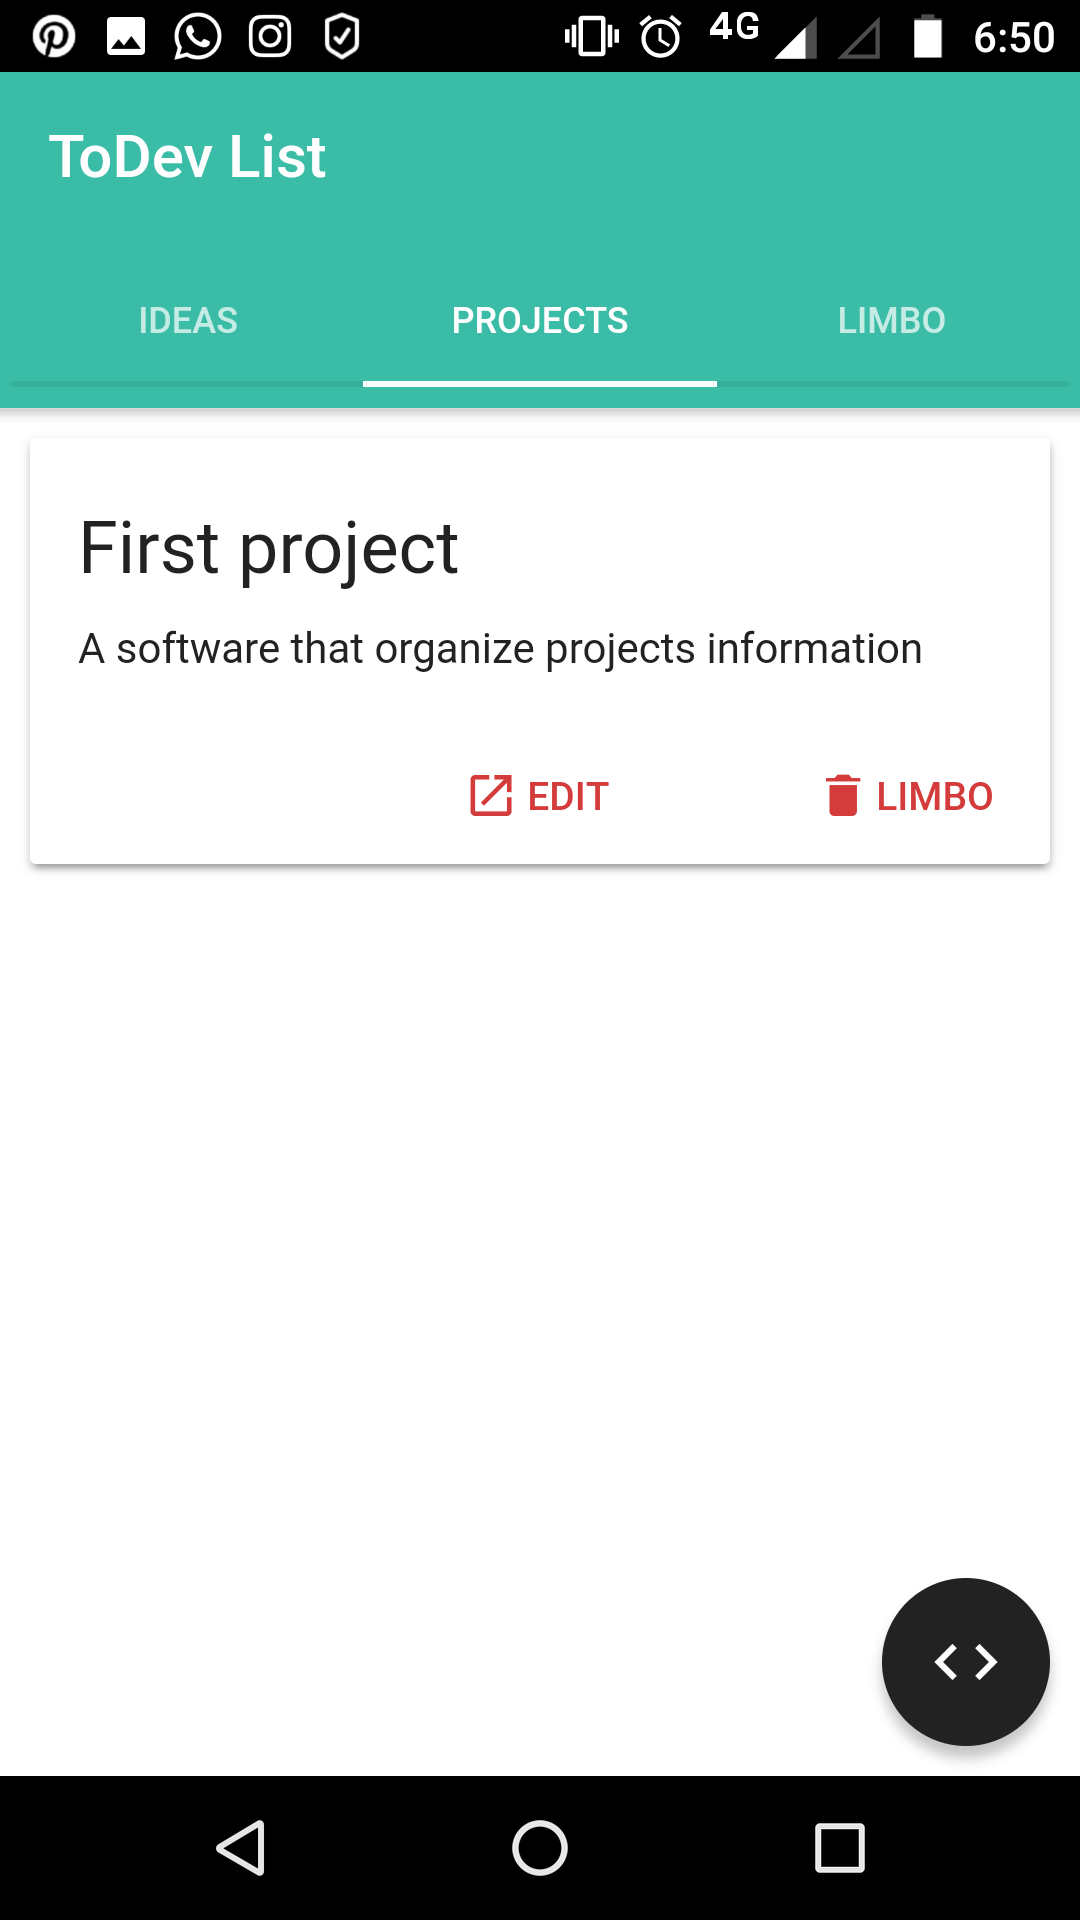 4G 6:50
ToDev List
IDEAS PROJECTS LIMBO
First project
A software that organize projects information
EDIT LIMBO